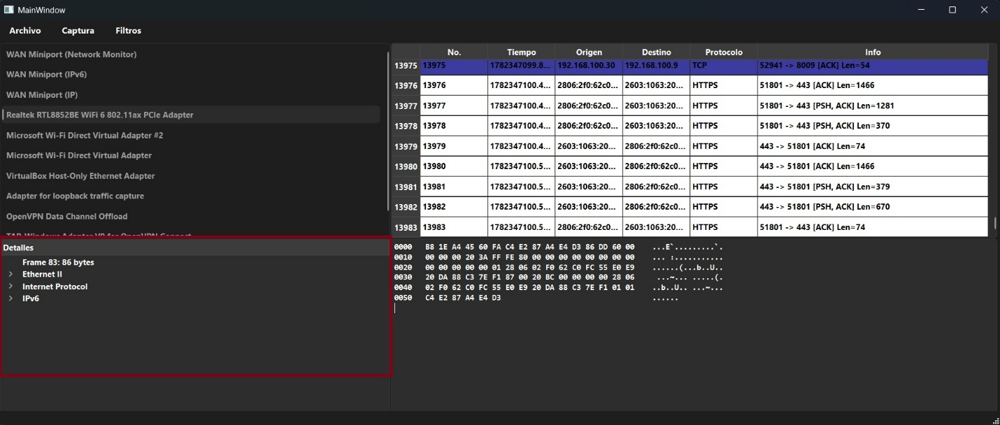 MainWindow
Archivo Captura Filtros
WAN Miniport (Network Monitor)
WAN Miniport (IPv6)
WAN Miniport (IP)
Realtek RTL8852BE WiFi 6 802.11ax PCIe Adapter
Microsoft Wi-Fi Direct Virtual Adapter #2
Microsoft Wi-Fi Direct Virtual Adapter
VirtualBox Host-Only Ethernet Adapter
Adapter for loopback traffic capture
OpenVPN Data Channel Offload
TAP-Windows Adapter V9 for OpenVPN Connect
No. Tiempo Origen Destino Protocolo Info
13975 13975 1782347099.8... 192.168.100.30 192.168.100.9 TCP 52941 -> 8009 [ACK] Len=54
13976 13976 1782347100.4... 2806:2f0:62c0... 2603:1063:20... HTTPS 51801 -> 443 [ACK] Len=1466
13977 13977 1782347100.4... 2806:2f0:62c0... 2603:1063:20... HTTPS 51801 -> 443 [PSH, ACK] Len=1281
13978 13978 1782347100.4... 2806:2f0:62c0... 2603:1063:20... HTTPS 51801 -> 443 [PSH, ACK] Len=370
13979 13979 1782347100.4... 2603:1063:20... 2806:2f0:62c0... HTTPS 443 -> 51801 [ACK] Len=74
13980 13980 1782347100.5... 2603:1063:20... 2806:2f0:62c0... HTTPS 443 -> 51801 [ACK] Len=1466
13981 13981 1782347100.5... 2603:1063:20... 2806:2f0:62c0... HTTPS 443 -> 51801 [PSH, ACK] Len=379
13982 13982 1782347100.5... 2603:1063:20... 2806:2f0:62c0... HTTPS 443 -> 51801 [PSH, ACK] Len=670
13983 13983 1782347100.5... 2806:2f0:62c0... 2603:1063:20... HTTPS 51801 -> 443 [ACK] Len=74
Detalles
Frame 83: 86 bytes
Ethernet II
Internet Protocol
IPv6
0000 B8 1E A4 45 60 FA C4 E2 87 A4 E4 D3 86 DD 60 00 ...E`.........`.
0010 00 00 00 20 3A FF FE 80 00 00 00 00 00 00 00 00 ... :...........
0020 00 00 00 00 00 01 28 06 02 F0 62 C0 FC 55 E0 E9 ......(...b..U..
0030 20 DA 88 C3 7E F1 87 00 20 BC 00 00 00 00 28 06 ...~... .....(.
0040 02 F0 62 C0 FC 55 E0 E9 20 DA 88 C3 7E F1 01 01 ..b..U.. ...~...
0050 C4 E2 87 A4 E4 D3 ......